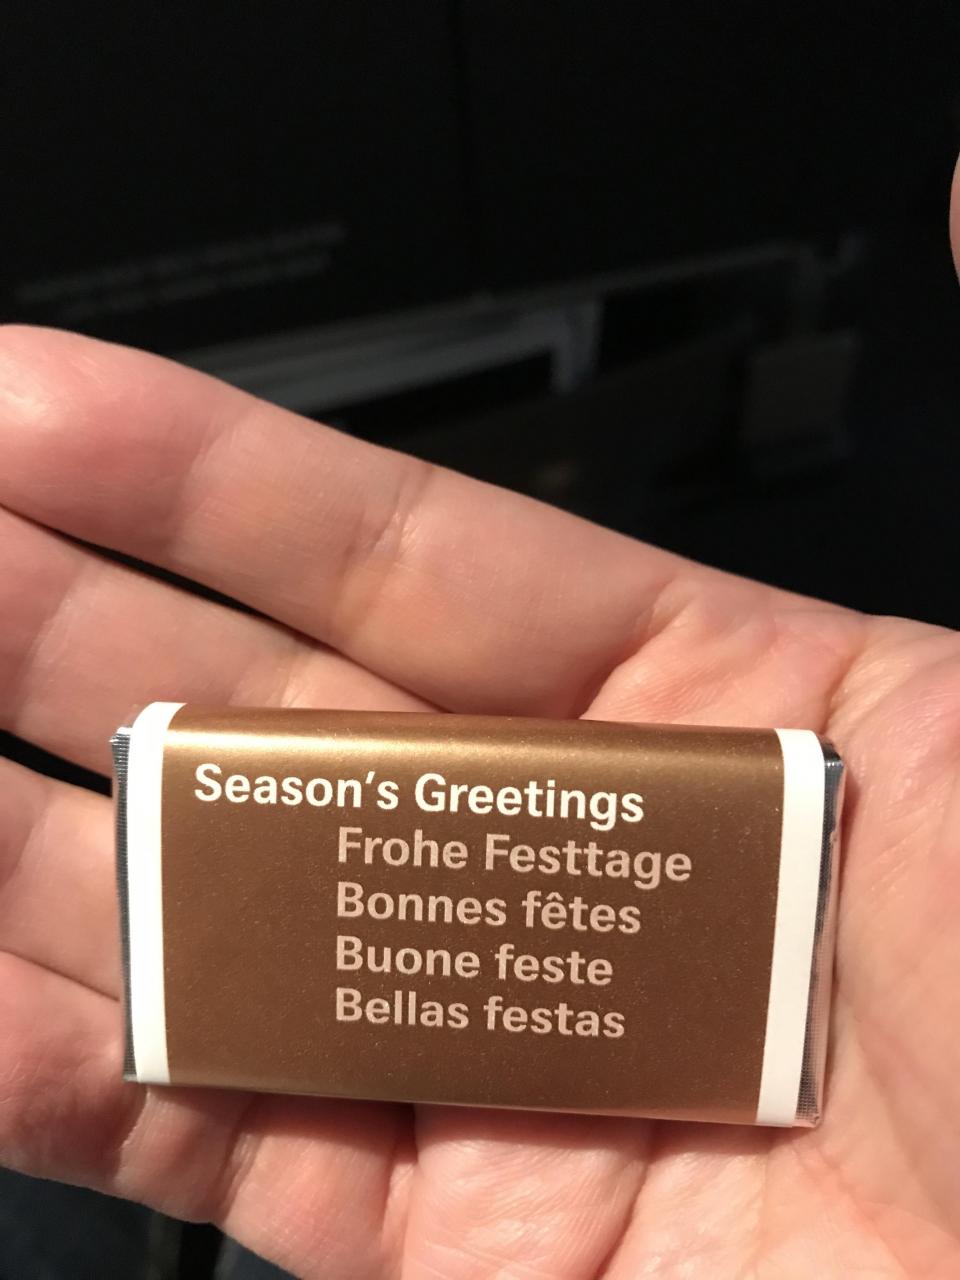 Season's Greetings
Frohe Festtage
Bonnes fêtes
Buone feste
Bellas festas